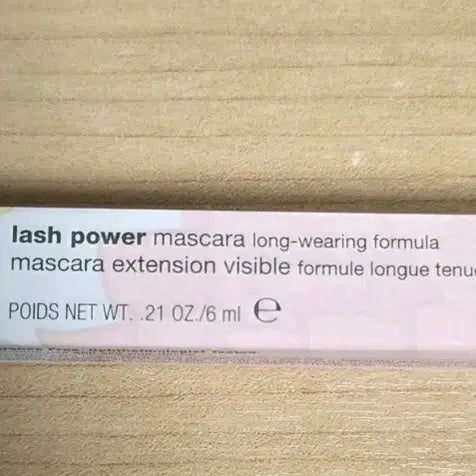 lash power mascara long-wearing formula
mascara extension visible formule longue tenue
POIDS NET WT. .21 OZ./6 ml ℮